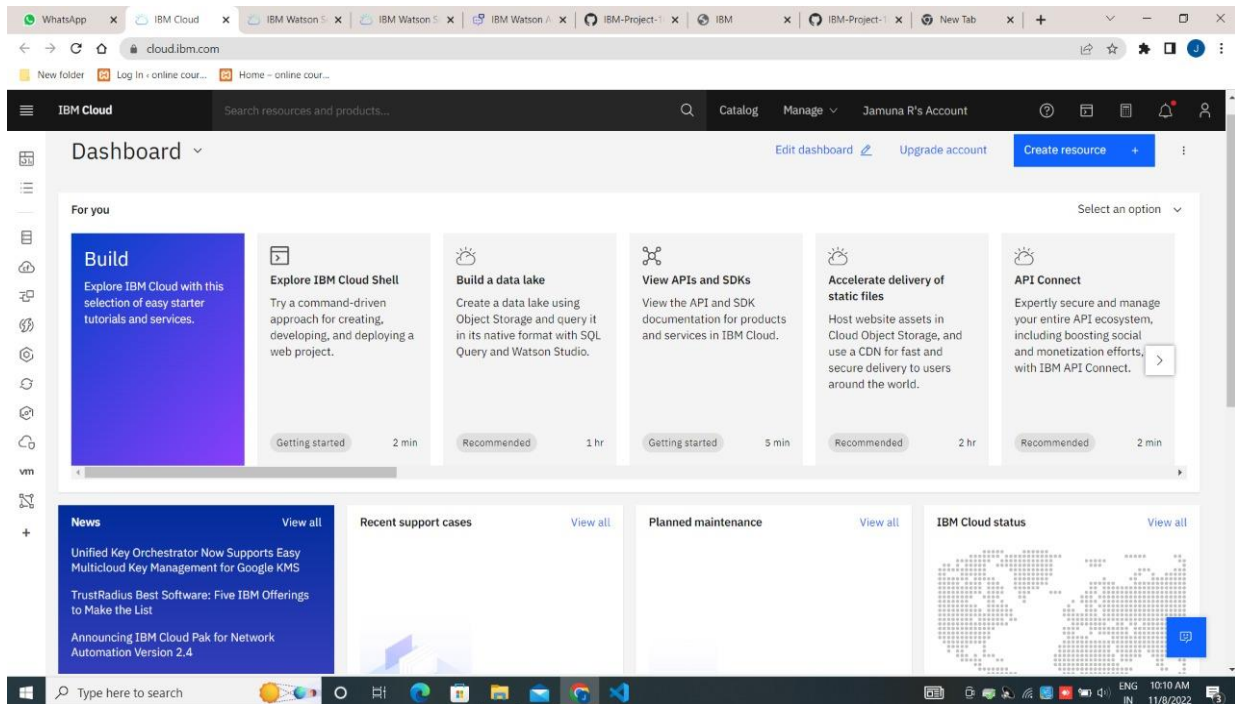 WhatsApp
IBM Cloud
IBM Watson S
IBM Watson S
IBM Watson A
IBM-Project-1
IBM
IBM-Project-1
New Tab
cloud.ibm.com
J
New folder
Log In ‹ online cour...
Home – online cour...
IBM Cloud
Search resources and products...
Catalog
Manage
Jamuna R's Account
Dashboard
Edit dashboard
Upgrade account
Create resource +
For you
Select an option
Build
Explore IBM Cloud with this
selection of easy starter
tutorials and services.
Explore IBM Cloud Shell
Try a command-driven
approach for creating,
developing, and deploying a
web project.
Getting started
2 min
Build a data lake
Create a data lake using
Object Storage and query it
in its native format with SQL
Query and Watson Studio.
Recommended
1 hr
View APIs and SDKs
View the API and SDK
documentation for products
and services in IBM Cloud.
Getting started
5 min
Accelerate delivery of
static files
Host website assets in
Cloud Object Storage, and
use a CDN for fast and
secure delivery to users
around the world.
Recommended
2 hr
API Connect
Expertly secure and manage
your entire API ecosystem,
including boosting social
and monetization efforts,
with IBM API Connect.
Recommended
2 min
vm
News
View all
Unified Key Orchestrator Now Supports Easy
Multicloud Key Management for Google KMS
TrustRadius Best Software: Five IBM Offerings
to Make the List
Announcing IBM Cloud Pak for Network
Automation Version 2.4
Recent support cases
View all
Planned maintenance
View all
IBM Cloud status
View all
Type here to search
ENG
IN
10:10 AM
11/8/2022
3